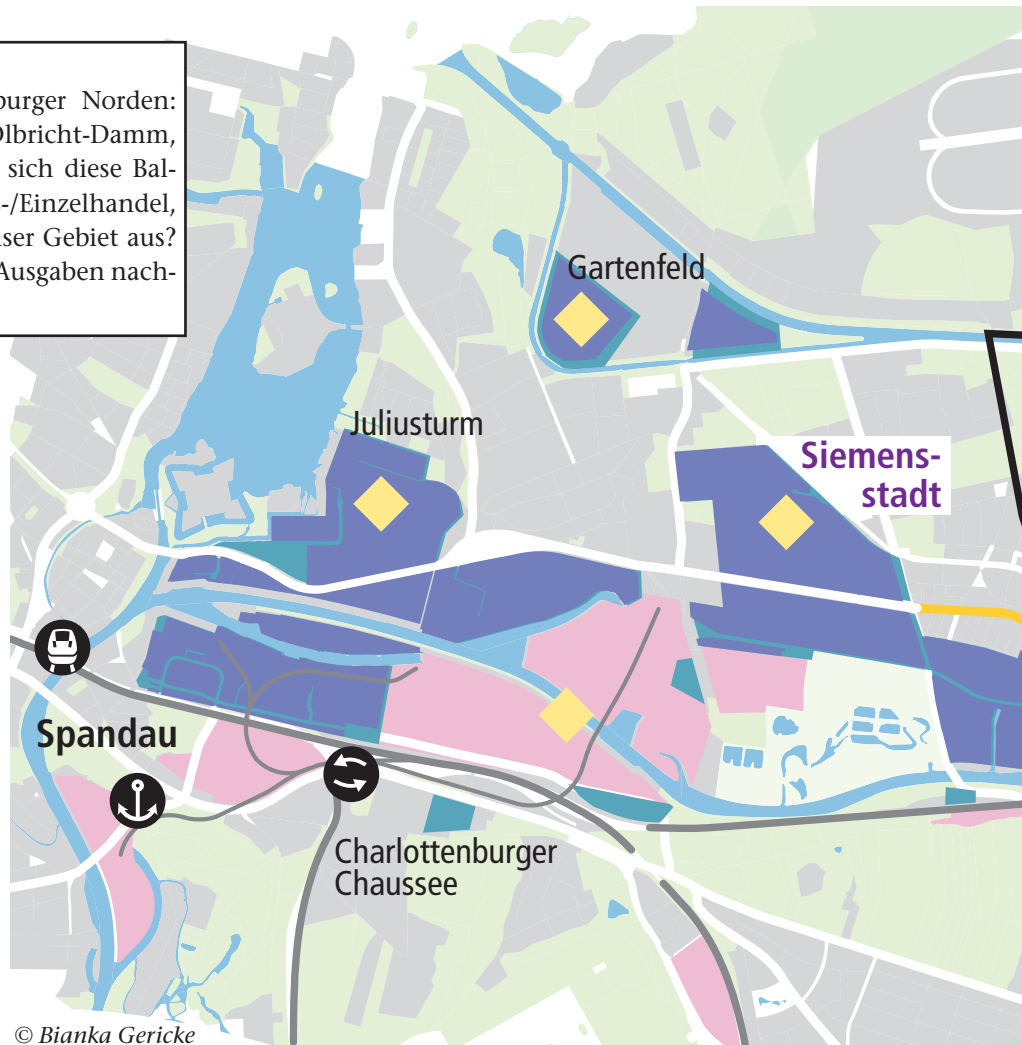 burger Norden:
Olbricht-Damm,
sich diese Bal-
-/Einzelhandel,
ser Gebiet aus?
Ausgaben nach-
Gartenfeld
Juliusturm
Siemens-
stadt
Spandau
Charlottenburger
Chaussee
© Bianka Gericke